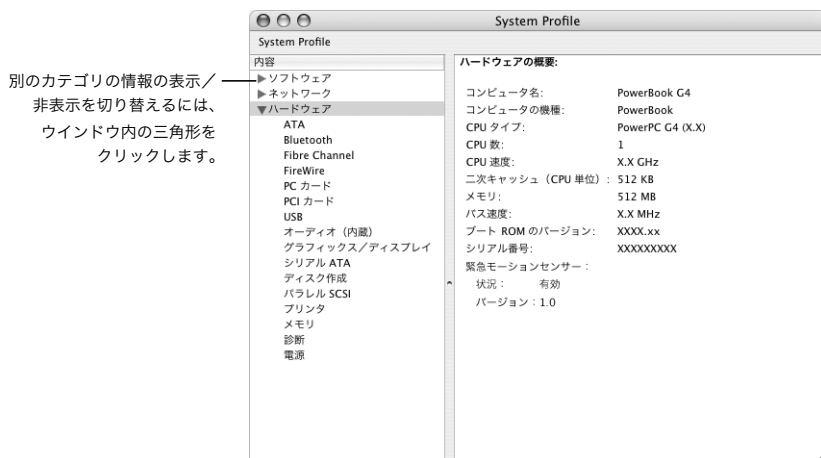 System Profile
System Profile
別のカテゴリの情報の表示／
非表示を切り替えるには、
ウインドウ内の三角形を
クリックします。
内容
ソフトウェア
ネットワーク
ハードウェア
ATA
Bluetooth
Fibre Channel
FireWire
PC カード
PCI カード
USB
オーディオ（内蔵）
グラフィックス／ディスプレイ
シリアル ATA
ディスク作成
パラレル SCSI
プリンタ
メモリ
診断
電源
ハードウェアの概要:
コンピュータ名: PowerBook G4
コンピュータの機種: PowerBook
CPU タイプ: PowerPC G4 (X.X)
CPU 数: 1
CPU 速度: X.X GHz
二次キャッシュ（CPU 単位）: 512 KB
メモリ: 512 MB
バス速度: X.X MHz
ブート ROM のバージョン: XXXX.xx
シリアル番号: XXXXXXXXX
緊急モーションセンサー：
状況： 有効
バージョン：1.0